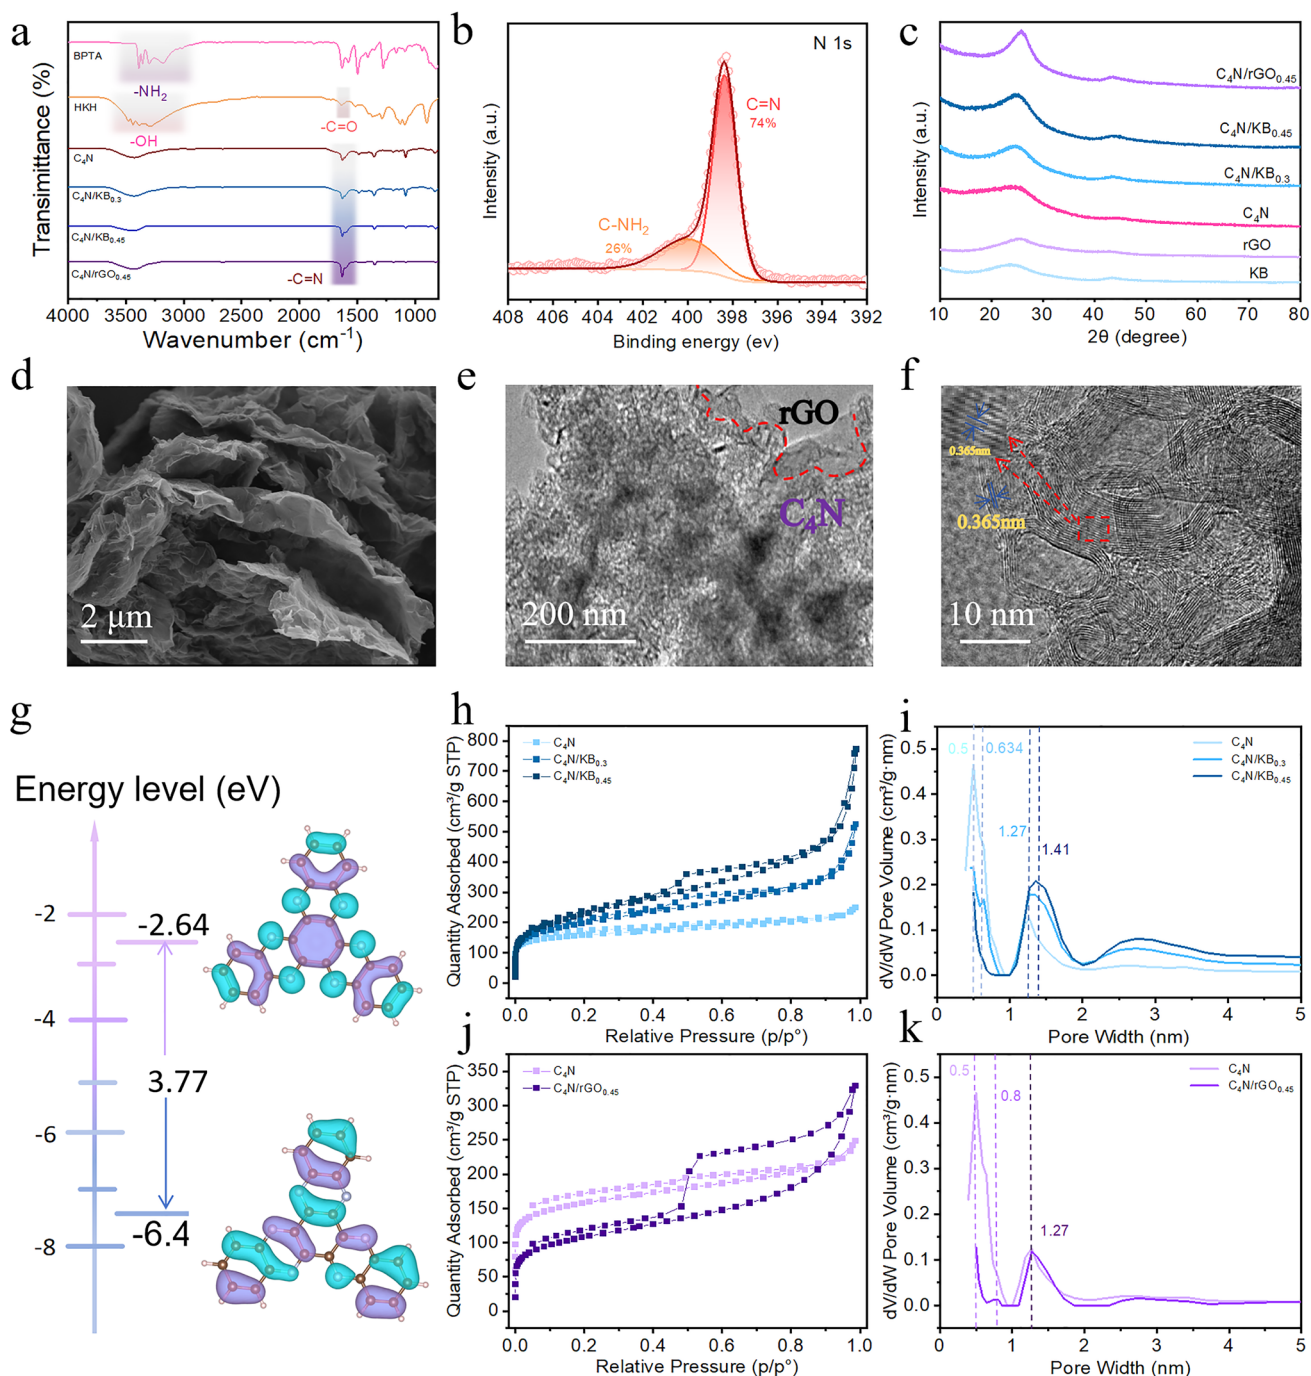 a
Transimittance (%)
BPTA
-NH₂
HKH
-OH
-C=O
C₄N
C₄N/KB₀.₃
C₄N/KB₀.₄₅
C₄N/rGO₀.₄₅
-C=N
4000 3500 3000 2500 2000 1500 1000
Wavenumber (cm⁻¹)
b
N 1s
Intensity (a.u.)
C=N
74%
C-NH₂
26%
408 406 404 402 400 398 396 394 392
Binding energy (ev)
c
Intensity (a.u.)
C₄N/rGO₀.₄₅
C₄N/KB₀.₄₅
C₄N/KB₀.₃
C₄N
rGO
KB
10 20 30 40 50 60 70 80
2θ (degree)
d
2 μm
e
rGO
C₄N
200 nm
f
0.365nm
0.365nm
10 nm
g
Energy level (eV)
-2
-2.64
-4
3.77
-6
-6.4
-8
h
Quantity Adsorbed (cm³/g STP)
800
750
700
600
500
400
300
200
100
0
C₄N
C₄N/KB₀.₃
C₄N/KB₀.₄₅
0.0 0.2 0.4 0.6 0.8 1.0
Relative Pressure (p/p°)
i
dV/dW Pore Volume (cm³/g·nm)
0.5
0.4
0.3
0.2
0.1
0.0
0.5
0.634
1.27
1.41
C₄N
C₄N/KB₀.₃
C₄N/KB₀.₄₅
0 1 2 3 4 5
Pore Width (nm)
j
Quantity Adsorbed (cm³/g STP)
350
300
250
200
150
100
50
0
C₄N
C₄N/rGO₀.₄₅
0.0 0.2 0.4 0.6 0.8 1.0
Relative Pressure (p/p°)
k
dV/dW Pore Volume (cm³/g·nm)
0.5
0.4
0.3
0.2
0.1
0.0
0.5
0.8
1.27
C₄N
C₄N/rGO₀.₄₅
0 1 2 3 4 5
Pore Width (nm)